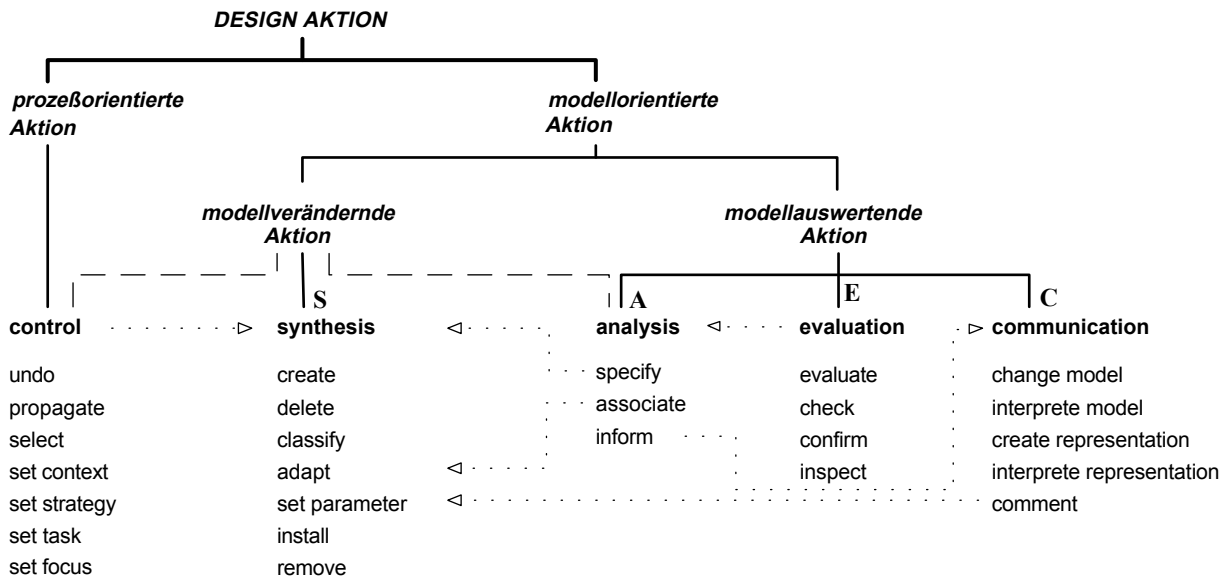 DESIGN AKTION
prozeßorientierte
Aktion
modellorientierte
Aktion
modellverändernde
Aktion
modellauswertende
Aktion
S
A
E
C
control
synthesis
analysis
evaluation
communication
undo
propagate
select
set context
set strategy
set task
set focus
create
delete
classify
adapt
set parameter
install
remove
specify
associate
inform
evaluate
check
confirm
inspect
change model
interprete model
create representation
interprete representation
comment